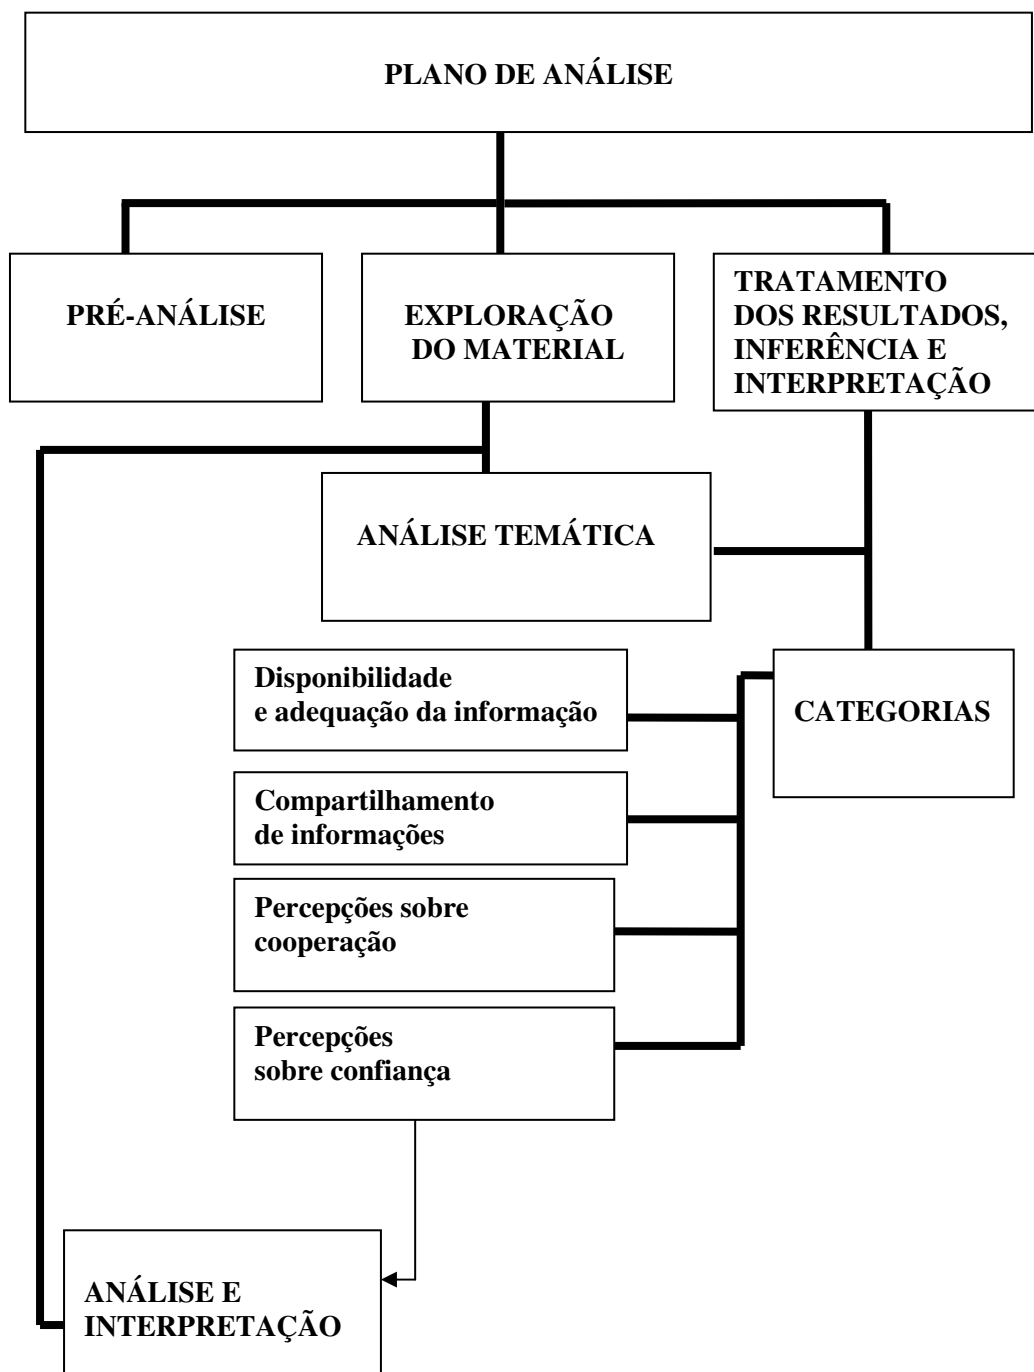 PLANO DE ANÁLISE
PRÉ-ANÁLISE
EXPLORAÇÃO
DO MATERIAL
TRATAMENTO
DOS RESULTADOS,
INFERÊNCIA E
INTERPRETAÇÃO
ANÁLISE TEMÁTICA
CATEGORIAS
Disponibilidade
e adequação da informação
Compartilhamento
de informações
Percepções sobre
cooperação
Percepções
sobre confiança
ANÁLISE E
INTERPRETAÇÃO